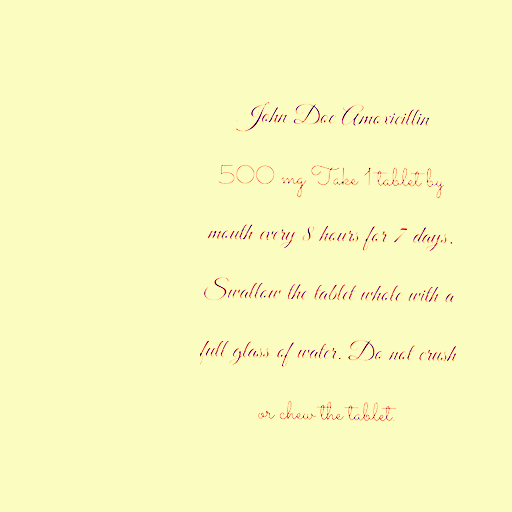 John Doe Amoxicillin
500 mg Take 1 tablet by
mouth every 8 hours for 7 days.
Swallow the tablet whole with a
full glass of water. Do not crush
or chew the tablet.